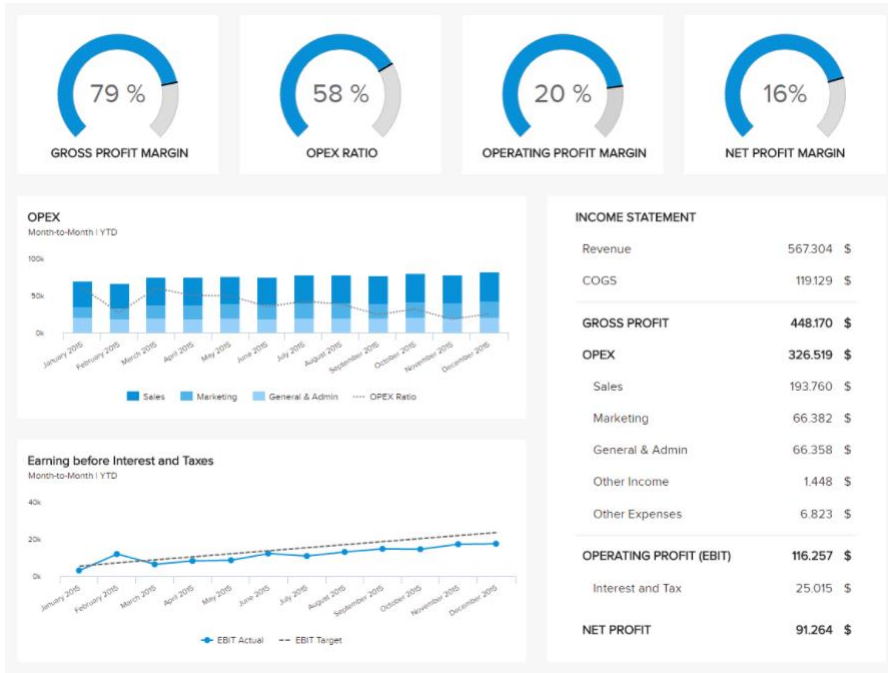 79 %
GROSS PROFIT MARGIN
58 %
OPEX RATIO
20 %
OPERATING PROFIT MARGIN
16%
NET PROFIT MARGIN
OPEX
Month-to-Month | YTD
100k
50k
0k
January 2015
February 2015
March 2015
April 2015
May 2015
June 2015
July 2015
August 2015
September 2015
October 2015
November 2015
December 2015
Sales
Marketing
General & Admin
OPEX Ratio
Earning before Interest and Taxes
Month-to-Month | YTD
40k
20k
0k
January 2015
February 2015
March 2015
April 2015
May 2015
June 2015
July 2015
August 2015
September 2015
October 2015
November 2015
December 2015
EBIT Actual
EBIT Target
INCOME STATEMENT
Revenue 567.304 $
COGS 119.129 $
GROSS PROFIT 448.170 $
OPEX 326.519 $
Sales 193.760 $
Marketing 66.382 $
General & Admin 66.358 $
Other Income 1.448 $
Other Expenses 6.823 $
OPERATING PROFIT (EBIT) 116.257 $
Interest and Tax 25.015 $
NET PROFIT 91.264 $